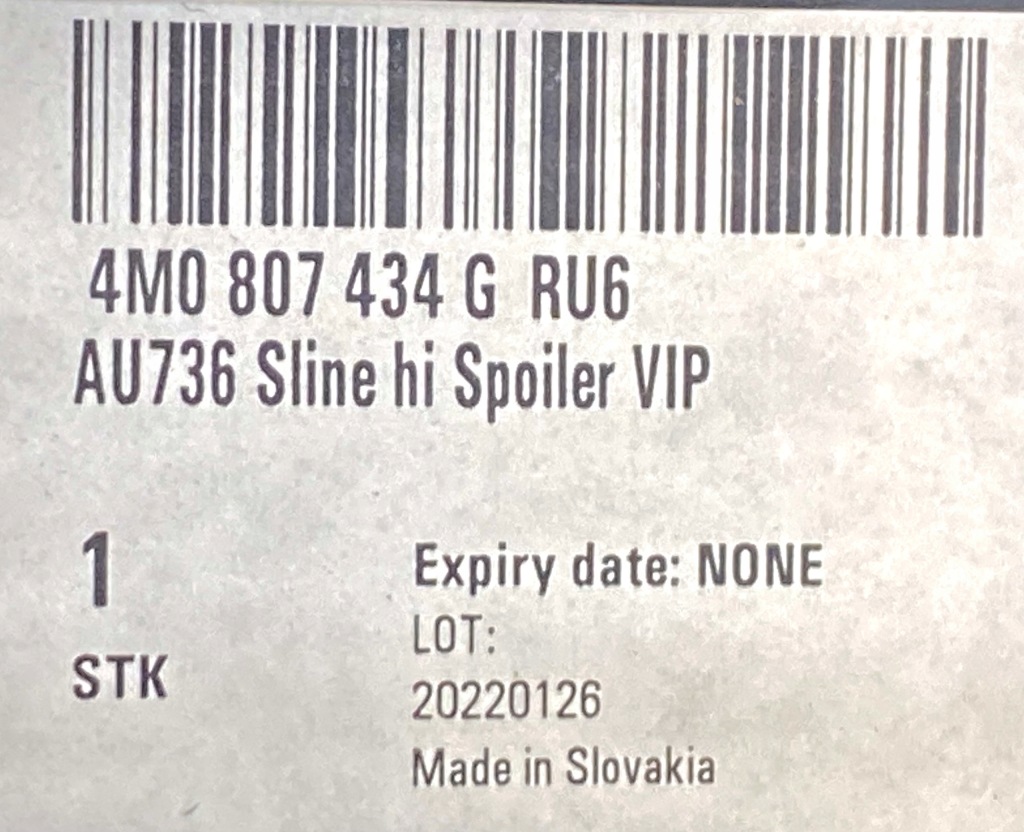 4M0 807 434 G RU6
AU736 Sline hi Spoiler VIP
1
STK
Expiry date: NONE
LOT:
20220126
Made in Slovakia